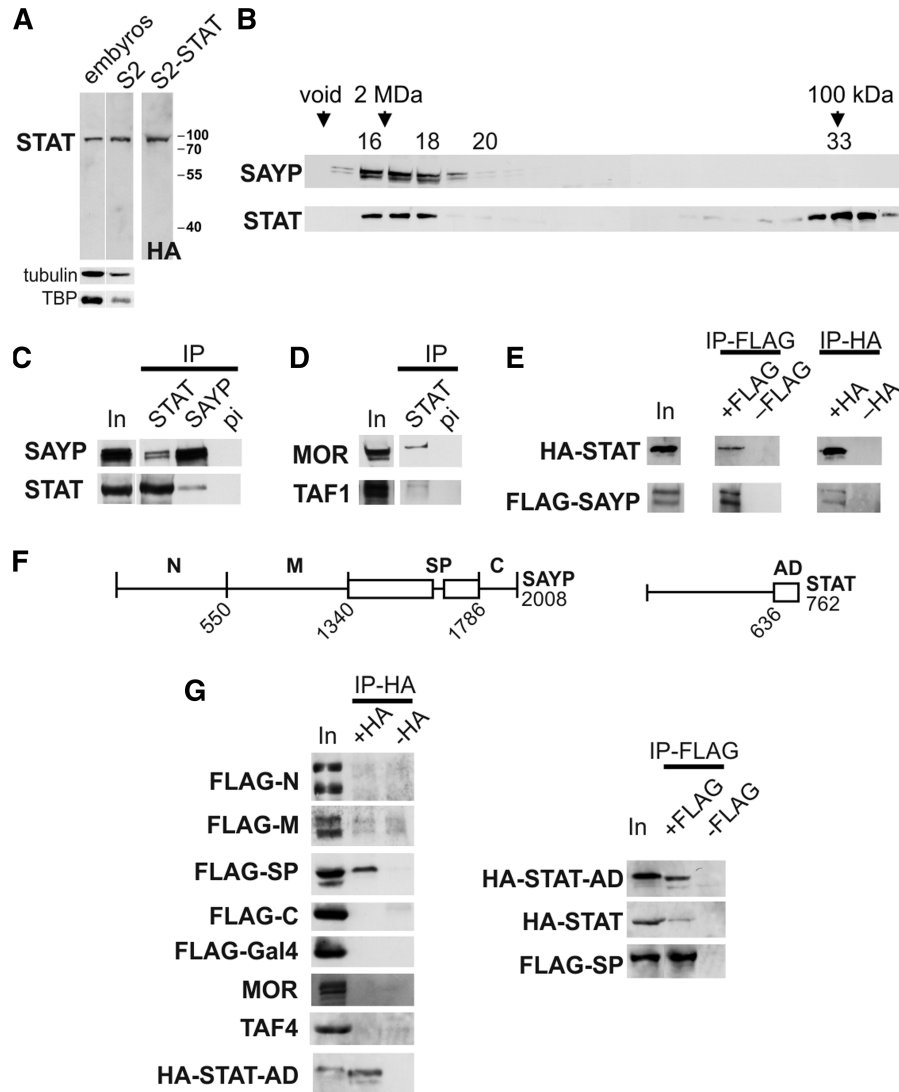 A
embyros
S2
S2-STAT
STAT
–100
–70
–55
–40
HA
tubulin
TBP
B
void 2 MDa 100 kDa
16 18 20 33
SAYP
STAT
C
IP
In STAT SAYP pi
SAYP
STAT
D
IP
In STAT pi
MOR
TAF1
E
IP-FLAG IP-HA
In +FLAG –FLAG +HA –HA
HA-STAT
FLAG-SAYP
F
N M SP C SAYP
2008
550 1340 1786
AD STAT
762
636
G
IP-HA
In +HA -HA
FLAG-N
FLAG-M
FLAG-SP
FLAG-C
FLAG-Gal4
MOR
TAF4
HA-STAT-AD
IP-FLAG
In +FLAG -FLAG
HA-STAT-AD
HA-STAT
FLAG-SP